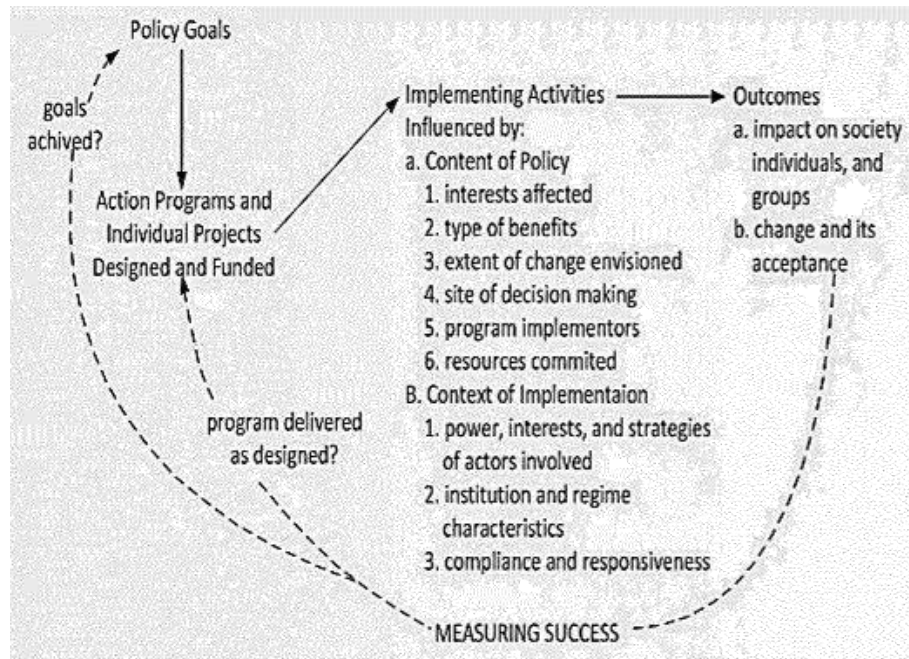 Policy Goals
goals
achived?
Action Programs and
Individual Projects
Designed and Funded
program delivered
as designed?
Implementing Activities
Influenced by:
a. Content of Policy
1. interests affected
2. type of benefits
3. extent of change envisioned
4. site of decision making
5. program implementors
6. resources commited
B. Context of Implementaion
1. power, interests, and strategies
of actors involved
2. institution and regime
characteristics
3. compliance and responsiveness
Outcomes
a. impact on society
individuals, and
groups
b. change and its
acceptance
MEASURING SUCCESS